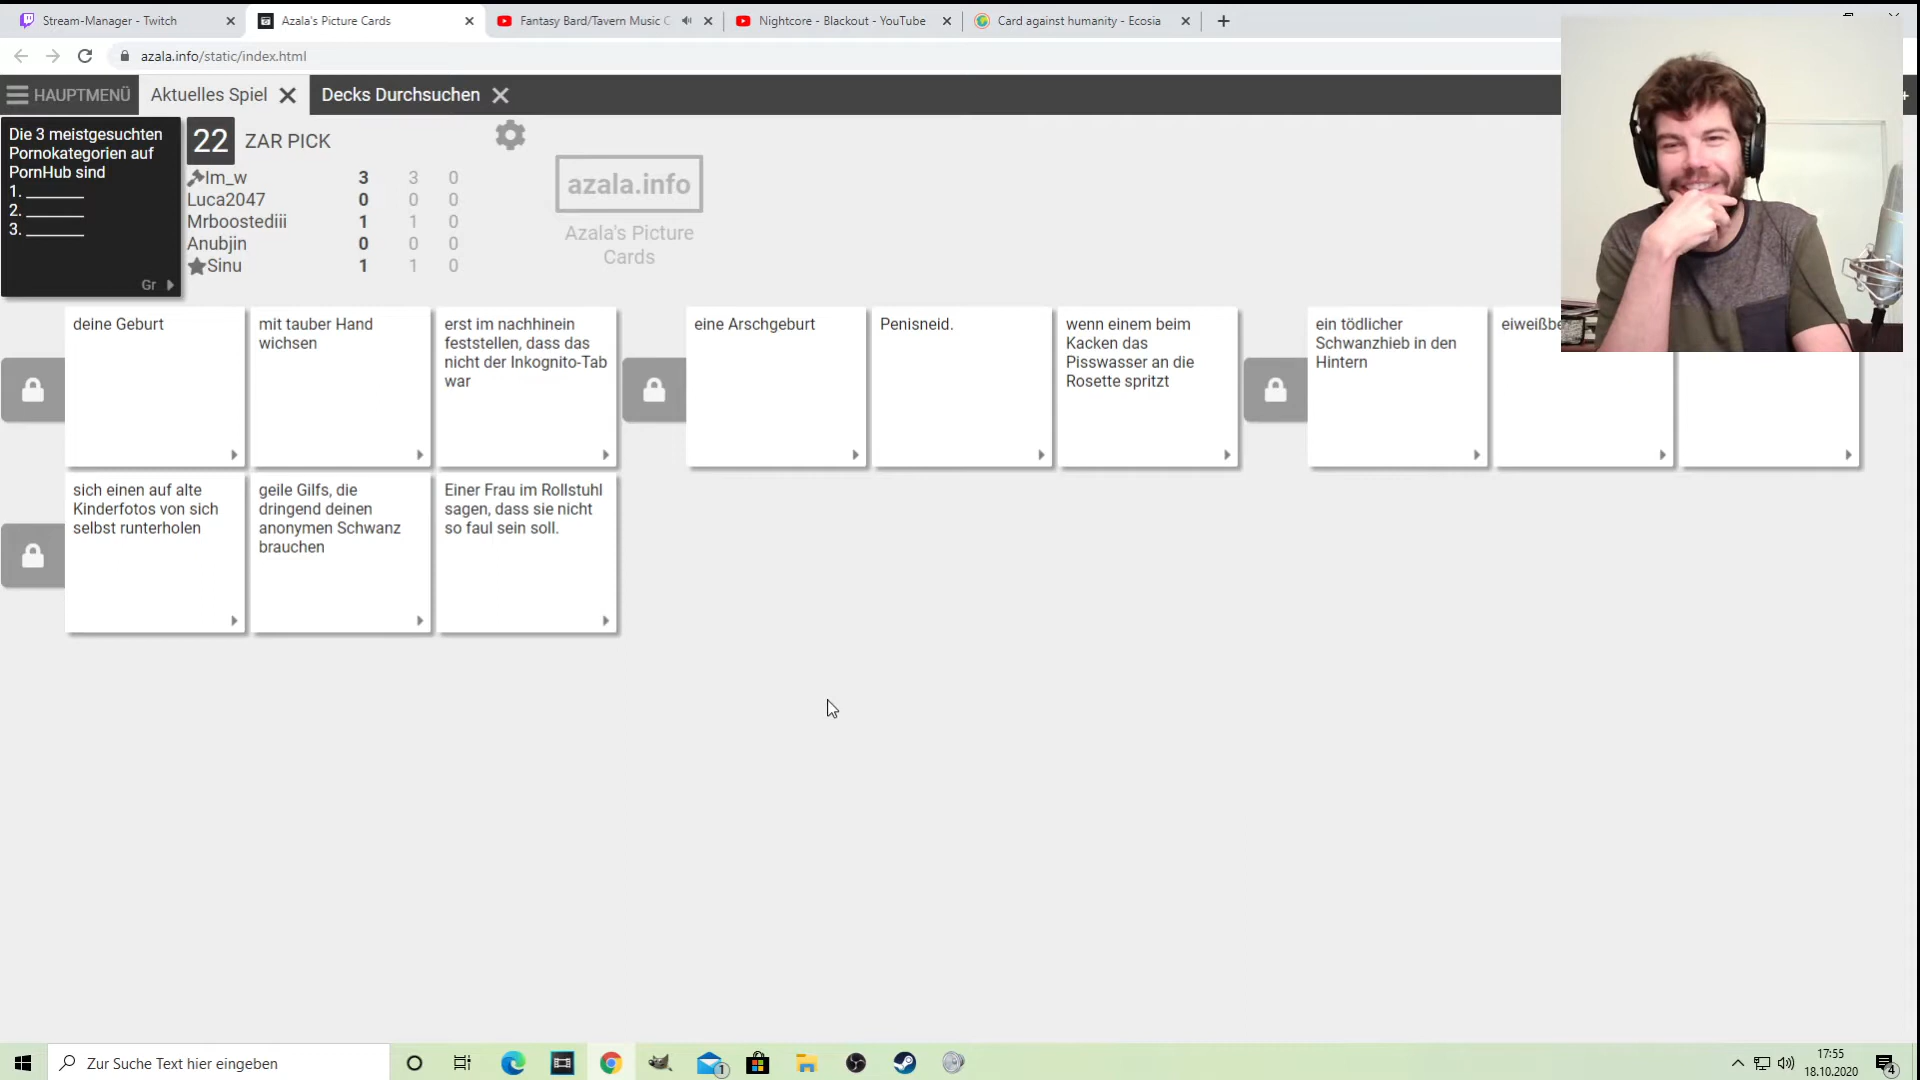 Stream-Manager - Twitch
Azala's Picture Cards
Fantasy Bard/Tavern Music C
Nightcore - Blackout - YouTube
Card against humanity - Ecosia
azala.info/static/index.html
HAUPTMENÜ
Aktuelles Spiel
Decks Durchsuchen
Die 3 meistgesuchten
Pornokategorien auf
PornHub sind
1. _______
2. _______
3. _______
Gr
22 ZAR PICK
Im_w 3 3 0
Luca2047 0 0 0
Mrboostediii 1 1 0
Anubjin 0 0 0
Sinu 1 1 0
azala.info
Azala's Picture
Cards
deine Geburt
mit tauber Hand
wichsen
erst im nachhinein
feststellen, dass das
nicht der Inkognito-Tab
war
eine Arschgeburt
Penisneid.
wenn einem beim
Kacken das
Pisswasser an die
Rosette spritzt
ein tödlicher
Schwanzhieb in den
Hintern
sich einen auf alte
Kinderfotos von sich
selbst runterholen
geile Gilfs, die
dringend deinen
anonymen Schwanz
brauchen
Einer Frau im Rollstuhl
sagen, dass sie nicht
so faul sein soll.
Zur Suche Text hier eingeben
1
17:55
18.10.2020
4